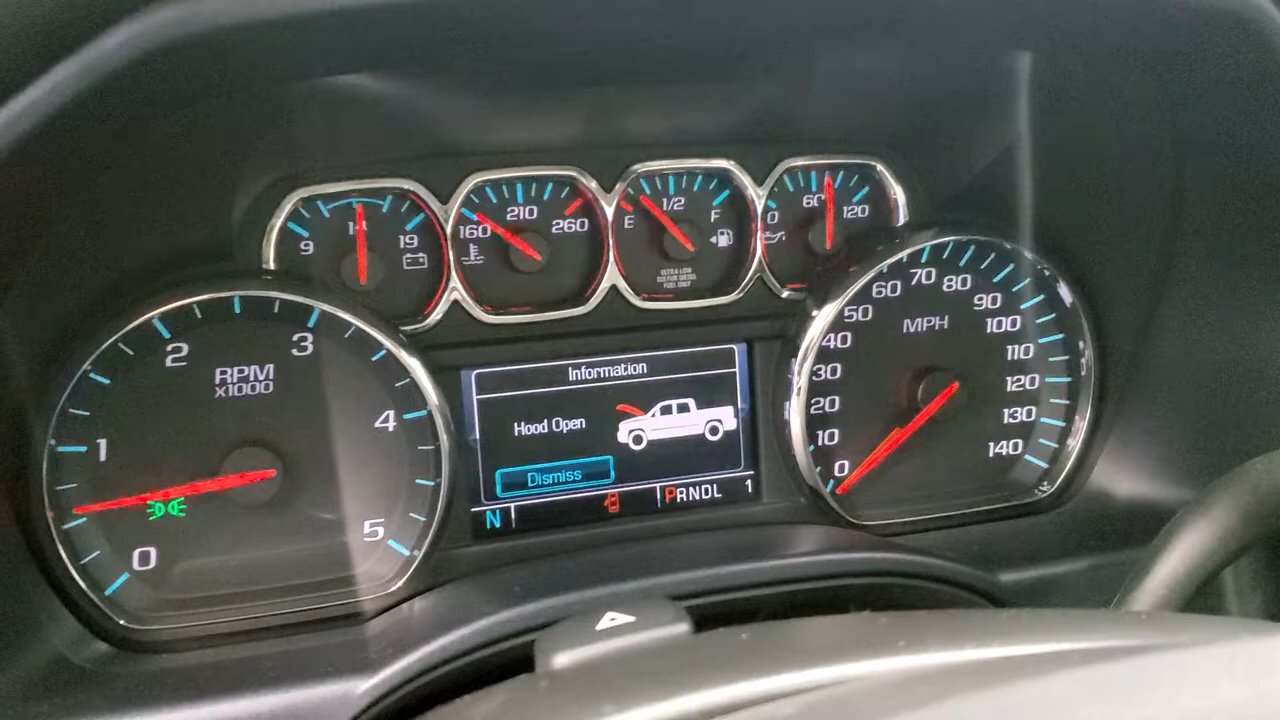 9 14 19
160 210 260
E 1/2 F
ULTRA LOW
SULFUR DIESEL
FUEL ONLY
0 60 120
0 1 2 3 4 5
RPM
x1000
Information
Hood Open
Dismiss
N PRNDL 1
0 10 20 30 40 50 60 70 80 90 100 110 120 130 140
MPH